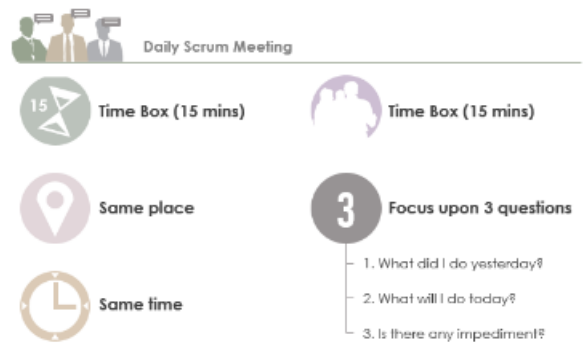 Daily Scrum Meeting
15
Time Box (15 mins)
Time Box (15 mins)
Same place
3
Focus upon 3 questions
1. What did I do yesterday?
2. What will I do today?
3. Is there any impediment?
Same time